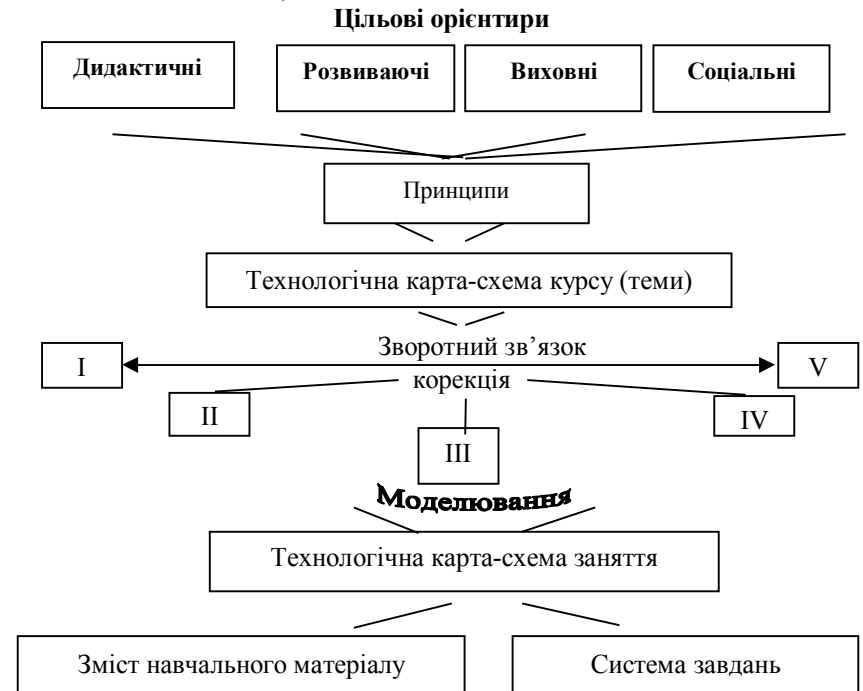 Цільові орієнтири
Дидактичні
Розвиваючі
Виховні
Соціальні
Принципи
Технологічна карта-схема курсу (теми)
Зворотний зв’язок
I
V
корекція
II
IV
III
Моделювання
Технологічна карта-схема заняття
Зміст навчального матеріалу
Система завдань